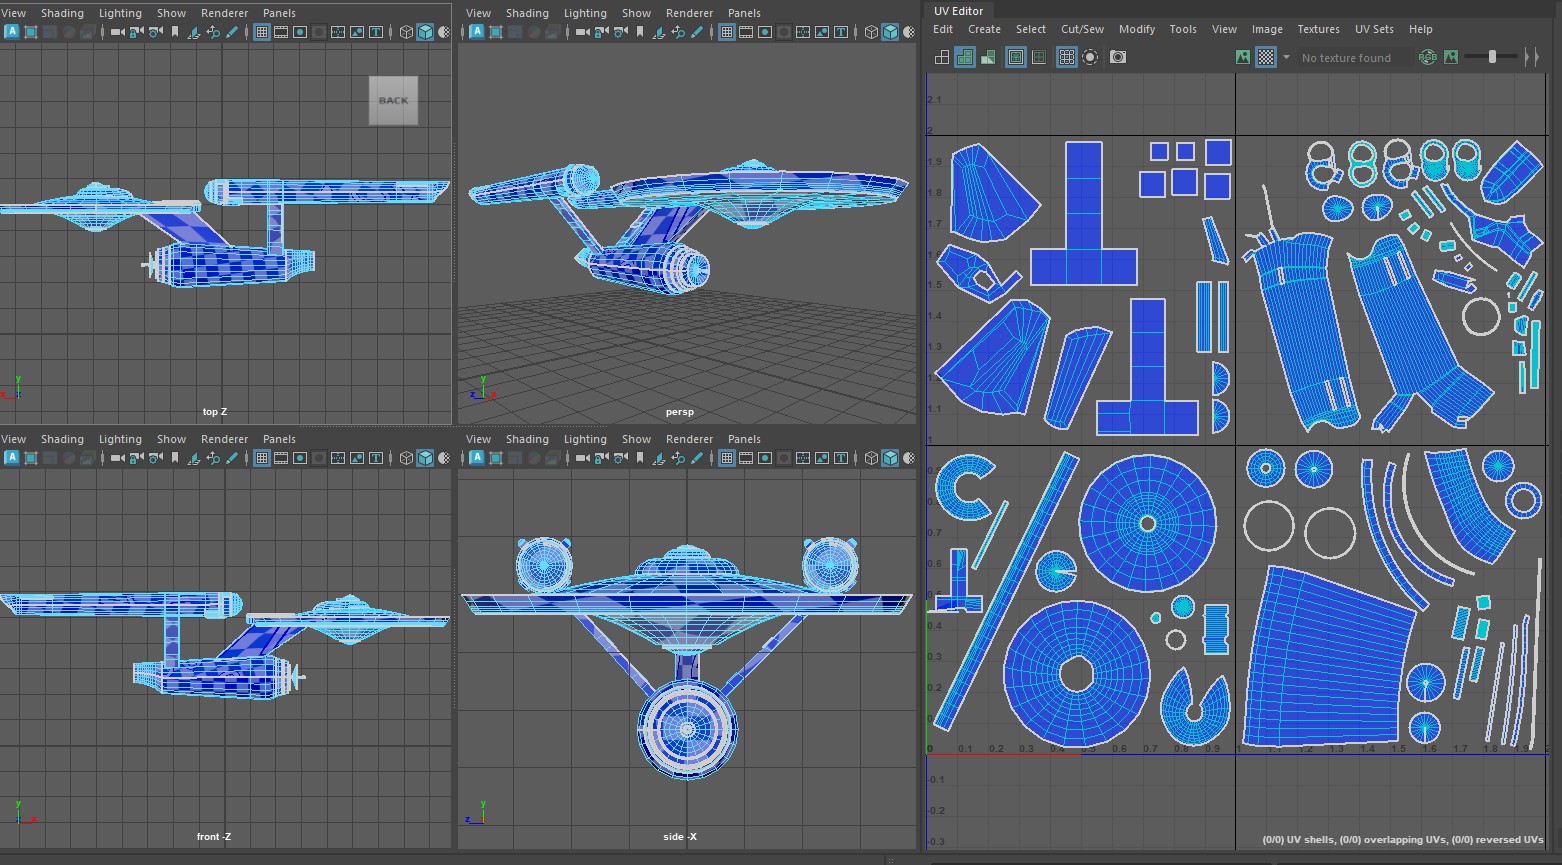 View Shading Lighting Show Renderer Panels
BACK
top Z
View Shading Lighting Show Renderer Panels
persp
View Shading Lighting Show Renderer Panels
front -Z
View Shading Lighting Show Renderer Panels
side -X
UV Editor
Edit Create Select Cut/Sew Modify Tools View Image Textures UV Sets Help
No texture found
RGB
2.1
2
1.9
1.8
1.7
1.6
1.5
1.4
1.3
1.2
1.1
1
0.7
0.6
0.4
0.3
0.2
0 0.1 0.2 0.3 0.4 0.5 0.6 0.7 0.8 0.9 1.1 1.2 1.3 1.4 1.5 1.6 1.7 1.8 1.9
-0.1
-0.2
-0.3
(0/0) UV shells, (0/0) overlapping UVs, (0/0) reversed UVs